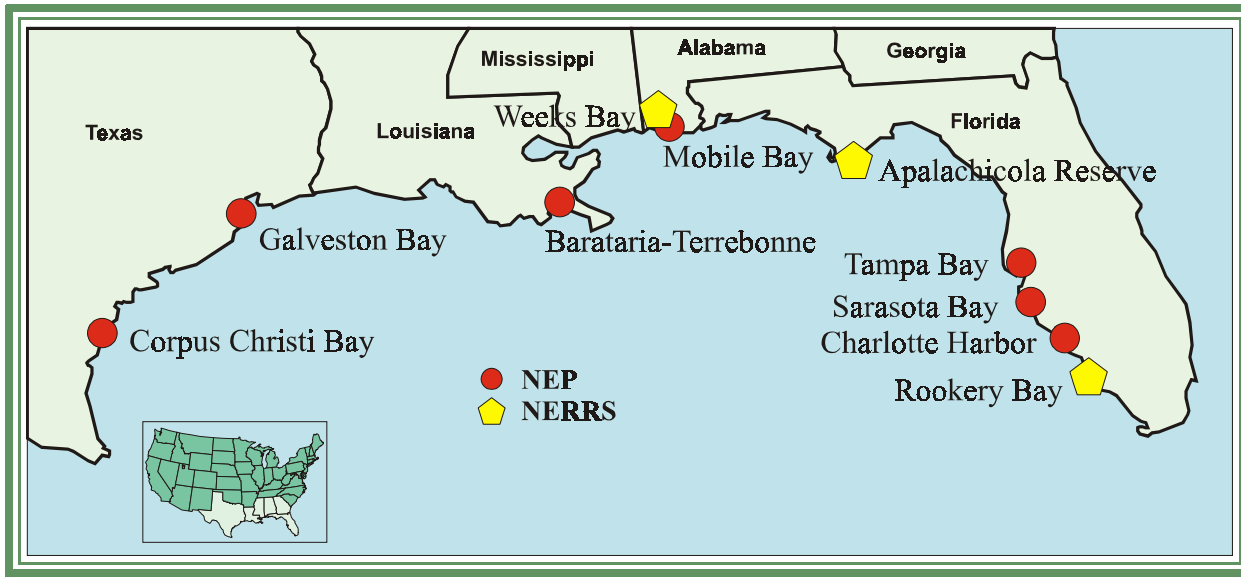 Alabama
Georgia
Mississippi
Weeks Bay
Texas
Louisiana
Florida
Mobile Bay
Apalachicola Reserve
Galveston Bay
Barataria-Terrebonne
Tampa Bay
Sarasota Bay
Corpus Christi Bay
Charlotte Harbor
NEP
Rookery Bay
NERRS